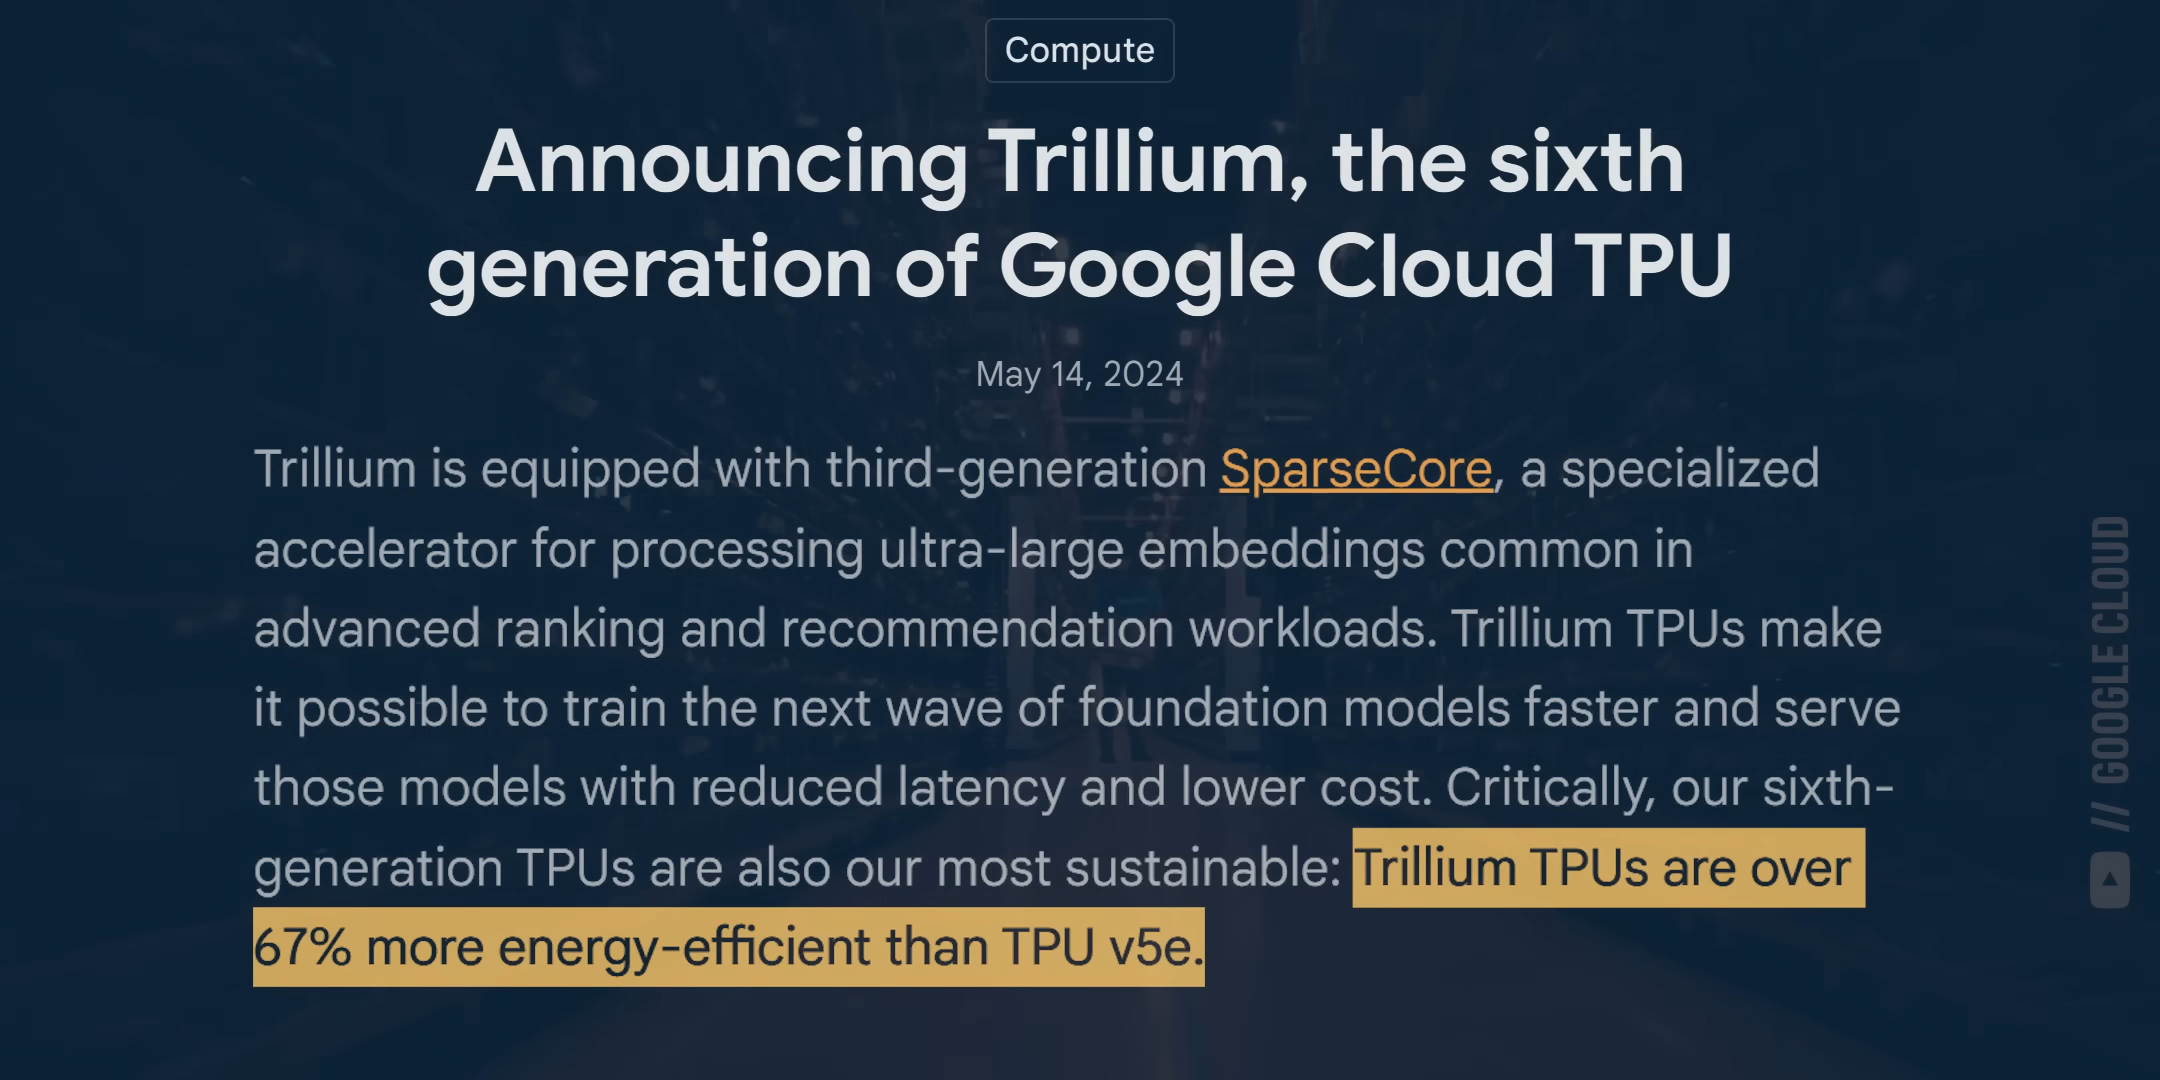 Compute
Announcing Trillium, the sixth
generation of Google Cloud TPU
May 14, 2024
Trillium is equipped with third-generation SparseCore, a specialized
accelerator for processing ultra-large embeddings common in
advanced ranking and recommendation workloads. Trillium TPUs make
it possible to train the next wave of foundation models faster and serve
those models with reduced latency and lower cost. Critically, our sixth-
generation TPUs are also our most sustainable: Trillium TPUs are over
67% more energy-efficient than TPU v5e.
// GOOGLE CLOUD